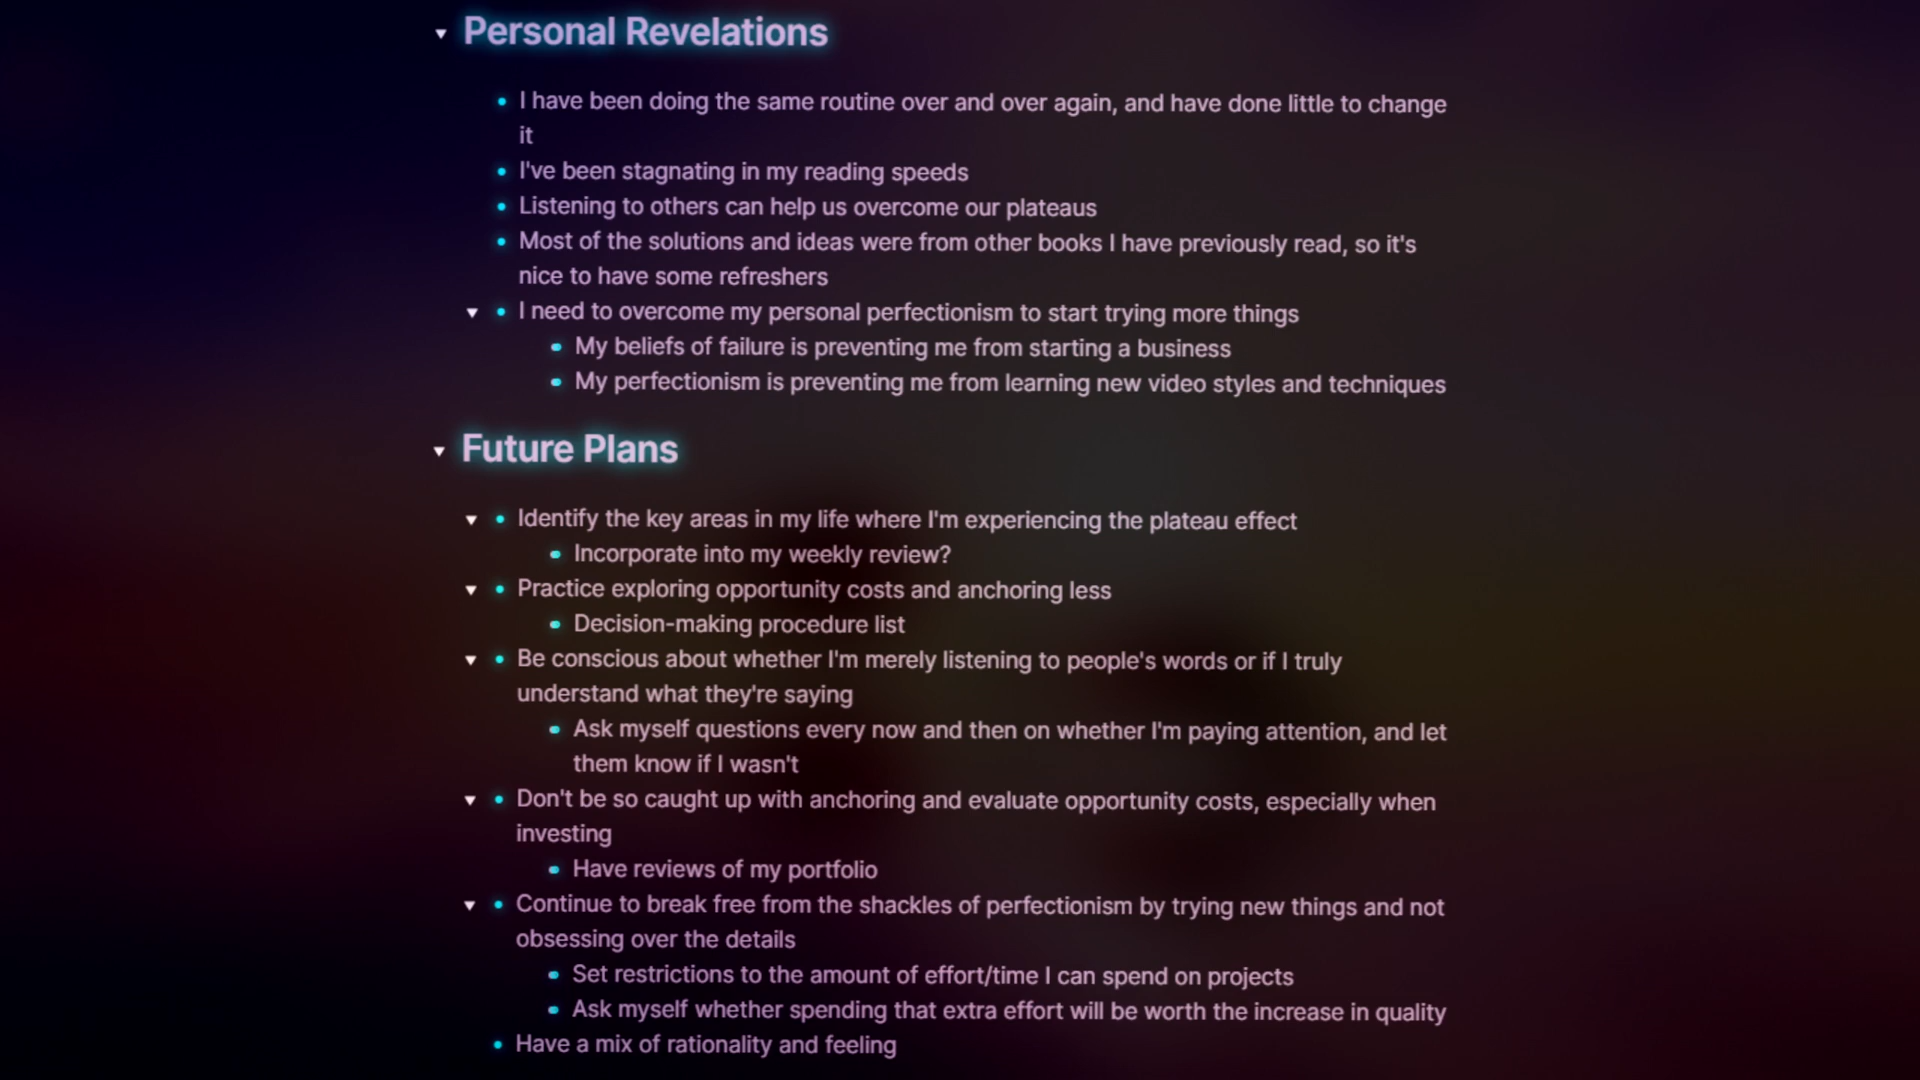 Personal Revelations
I have been doing the same routine over and over again, and have done little to change
it
I've been stagnating in my reading speeds
Listening to others can help us overcome our plateaus
Most of the solutions and ideas were from other books I have previously read, so it's
nice to have some refreshers
I need to overcome my personal perfectionism to start trying more things
My beliefs of failure is preventing me from starting a business
My perfectionism is preventing me from learning new video styles and techniques
Future Plans
Identify the key areas in my life where I'm experiencing the plateau effect
Incorporate into my weekly review?
Practice exploring opportunity costs and anchoring less
Decision-making procedure list
Be conscious about whether I'm merely listening to people's words or if I truly
understand what they're saying
Ask myself questions every now and then on whether I'm paying attention, and let
them know if I wasn't
Don't be so caught up with anchoring and evaluate opportunity costs, especially when
investing
Have reviews of my portfolio
Continue to break free from the shackles of perfectionism by trying new things and not
obsessing over the details
Set restrictions to the amount of effort/time I can spend on projects
Ask myself whether spending that extra effort will be worth the increase in quality
Have a mix of rationality and feeling